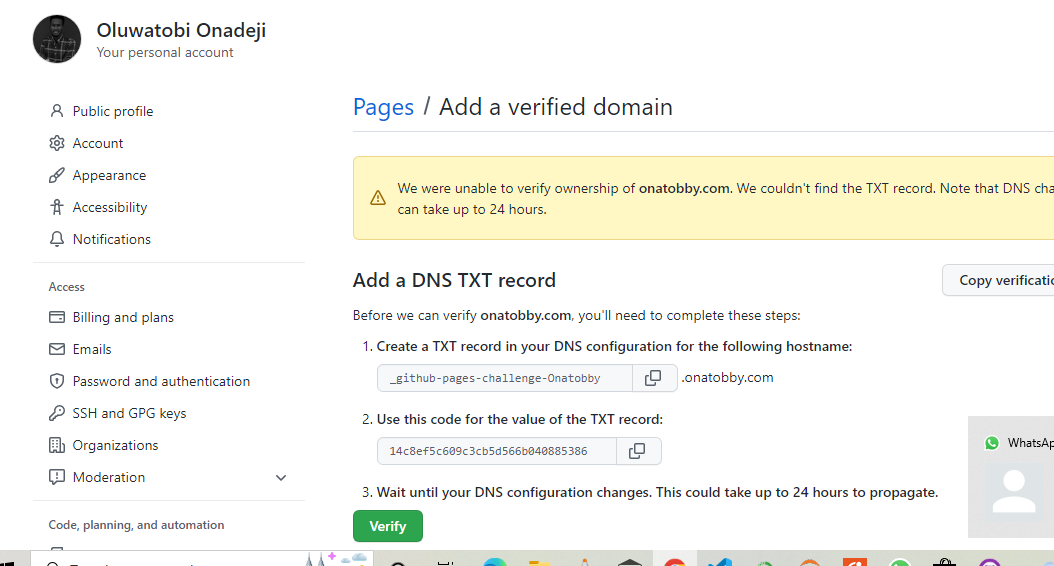 Oluwatobi Onadeji
Your personal account
Public profile
Account
Appearance
Accessibility
Notifications
Access
Billing and plans
Emails
Password and authentication
SSH and GPG keys
Organizations
Moderation
Code, planning, and automation
Pages / Add a verified domain
We were unable to verify ownership of onatobby.com. We couldn't find the TXT record. Note that DNS cha
can take up to 24 hours.
Add a DNS TXT record
Copy verificatio
Before we can verify onatobby.com, you'll need to complete these steps:
1. Create a TXT record in your DNS configuration for the following hostname:
_github-pages-challenge-Onatobby .onatobby.com
2. Use this code for the value of the TXT record:
14c8ef5c609c3cb5d566b040885386
3. Wait until your DNS configuration changes. This could take up to 24 hours to propagate.
Verify
WhatsAp